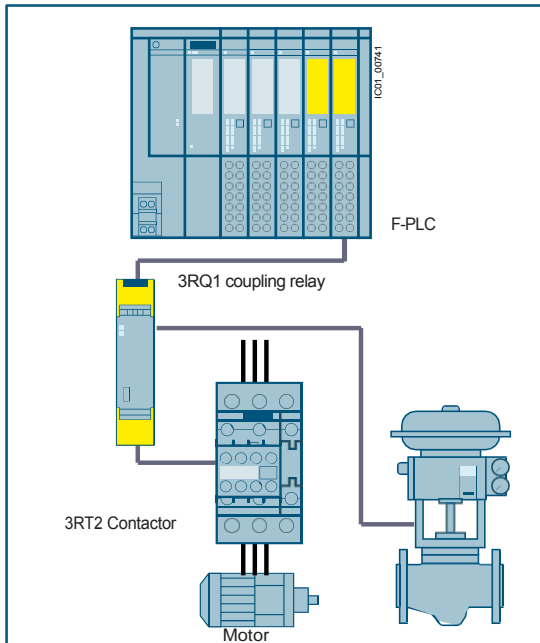 IC01_00741
F-PLC
3RQ1 coupling relay
3RT2 Contactor
Motor